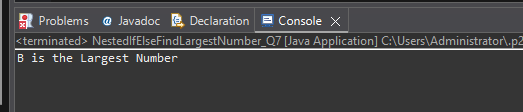 Problems Javadoc Declaration Console
<terminated> NestedIfElseFindLargestNumber_Q7 [Java Application] C:\Users\Administrator\.p2
B is the Largest Number